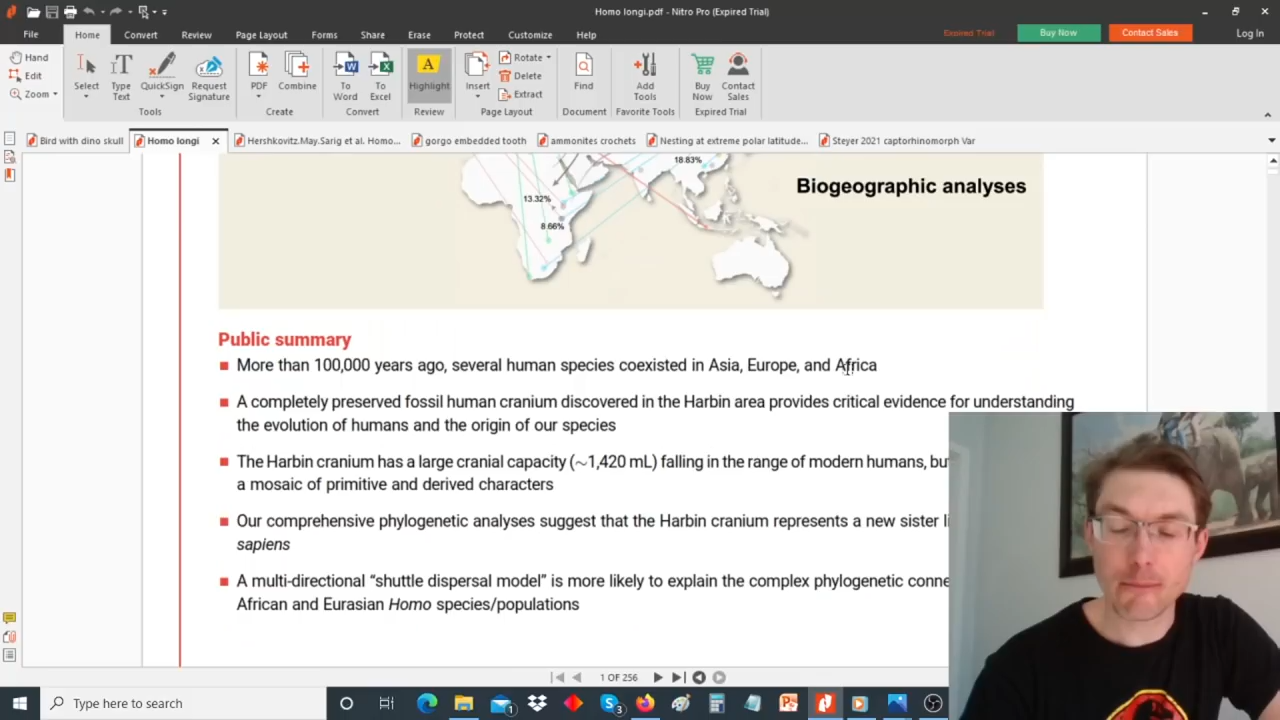 Homo longi.pdf - Nitro Pro (Expired Trial)
File Home Convert Review Page Layout Forms Share Erase Protect Customize Help Expired Trial Buy Now Contact Sales Log In
Hand
Edit
Zoom
Select
Type Text
QuickSign
Request Signature
Tools
PDF
Combine
Create
To Word
To Excel
Convert
Highlight
Review
Insert
Rotate
Delete
Extract
Page Layout
Find
Document
Add Tools
Favorite Tools
Buy Now
Contact Sales
Expired Trial
Bird with dino skull
Homo longi
Hershkovitz.May.Sarig et al. Homo...
gorgo embedded tooth
ammonites crochets
Nesting at extreme polar latitude...
Steyer 2021 captorhinomorph Var
18.83%
Biogeographic analyses
13.32%
8.66%
Public summary
More than 100,000 years ago, several human species coexisted in Asia, Europe, and Africa
A completely preserved fossil human cranium discovered in the Harbin area provides critical evidence for understanding
the evolution of humans and the origin of our species
The Harbin cranium has a large cranial capacity (~1,420 mL) falling in the range of modern humans,
a mosaic of primitive and derived characters
Our comprehensive phylogenetic analyses suggest that the Harbin cranium represents a new sister
sapiens
A multi-directional “shuttle dispersal model” is more likely to explain the complex phylogenetic
African and Eurasian Homo species/populations
1 OF 256
Type here to search